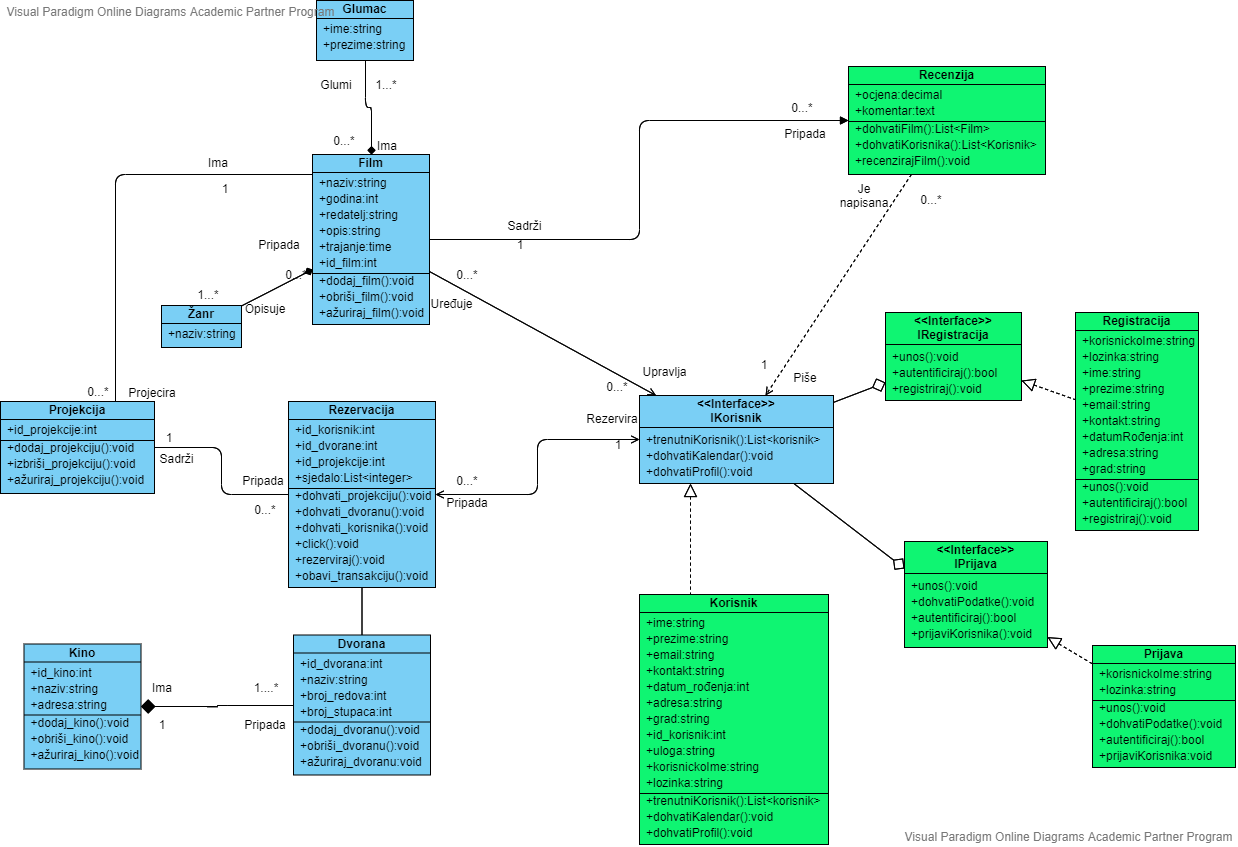 Visual Paradigm Online Diagrams Academic Partner Program
Glumac
+ime:string
+prezime:string
Glumi
1...*
0...*
Ima
Film
+naziv:string
+godina:int
+redatelj:string
+opis:string
+trajanje:time
+id_film:int
+dodaj_film():void
+obriši_film():void
+ažuriraj_film():void
Recenzija
+ocjena:decimal
+komentar:text
+dohvatiFilm():List<Film>
+dohvatiKorisnika():List<Korisnik>
+recenzirajFilm():void
0...*
Pripada
Sadrži
1
Ima
1
Pripada
0...*
1...*
Opisuje
Žanr
+naziv:string
0...*
Uređuje
Upravlja
0...*
Je
napisana
0...*
1
Piše
<<Interface>>
IRegistracija
+unos():void
+autentificiraj():bool
+registriraj():void
Registracija
+korisnickoIme:string
+lozinka:string
+ime:string
+prezime:string
+email:string
+kontakt:string
+datumRođenja:int
+adresa:string
+grad:string
+unos():void
+autentificiraj():bool
+registriraj():void
0...*
Projecira
Projekcija
+id_projekcije:int
+dodaj_projekciju():void
+izbriši_projekciju():void
+ažuriraj_projekciju():void
1
Sadrži
Pripada
0...*
Rezervacija
+id_korisnik:int
+id_dvorane:int
+id_projekcije:int
+sjedalo:List<integer>
+dohvati_projekciju():void
+dohvati_dvoranu():void
+dohvati_korisnika():void
+click():void
+rezerviraj():void
+obavi_transakciju():void
Rezervira
1
0...*
Pripada
<<Interface>>
IKorisnik
+trenutniKorisnik():List<korisnik>
+dohvatiKalendar():void
+dohvatiProfil():void
<<Interface>>
IPrijava
+unos():void
+dohvatiPodatke():void
+autentificiraj():bool
+prijaviKorisnika():void
Korisnik
+ime:string
+prezime:string
+email:string
+kontakt:string
+datum_rođenja:int
+adresa:string
+grad:string
+id_korisnik:int
+uloga:string
+korisnickoIme:string
+lozinka:string
+trenutniKorisnik():List<korisnik>
+dohvatiKalendar():void
+dohvatiProfil():void
Prijava
+korisnickoIme:string
+lozinka:string
+unos():void
+dohvatiPodatke():void
+autentificiraj():bool
+prijaviKorisnika:void
Kino
+id_kino:int
+naziv:string
+adresa:string
+dodaj_kino():void
+obriši_kino():void
+ažuriraj_kino():void
Ima
1
1....*
Pripada
Dvorana
+id_dvorana:int
+naziv:string
+broj_redova:int
+broj_stupaca:int
+dodaj_dvoranu():void
+obriši_dvoranu():void
+ažuriraj_dvoranu:void
Visual Paradigm Online Diagrams Academic Partner Program